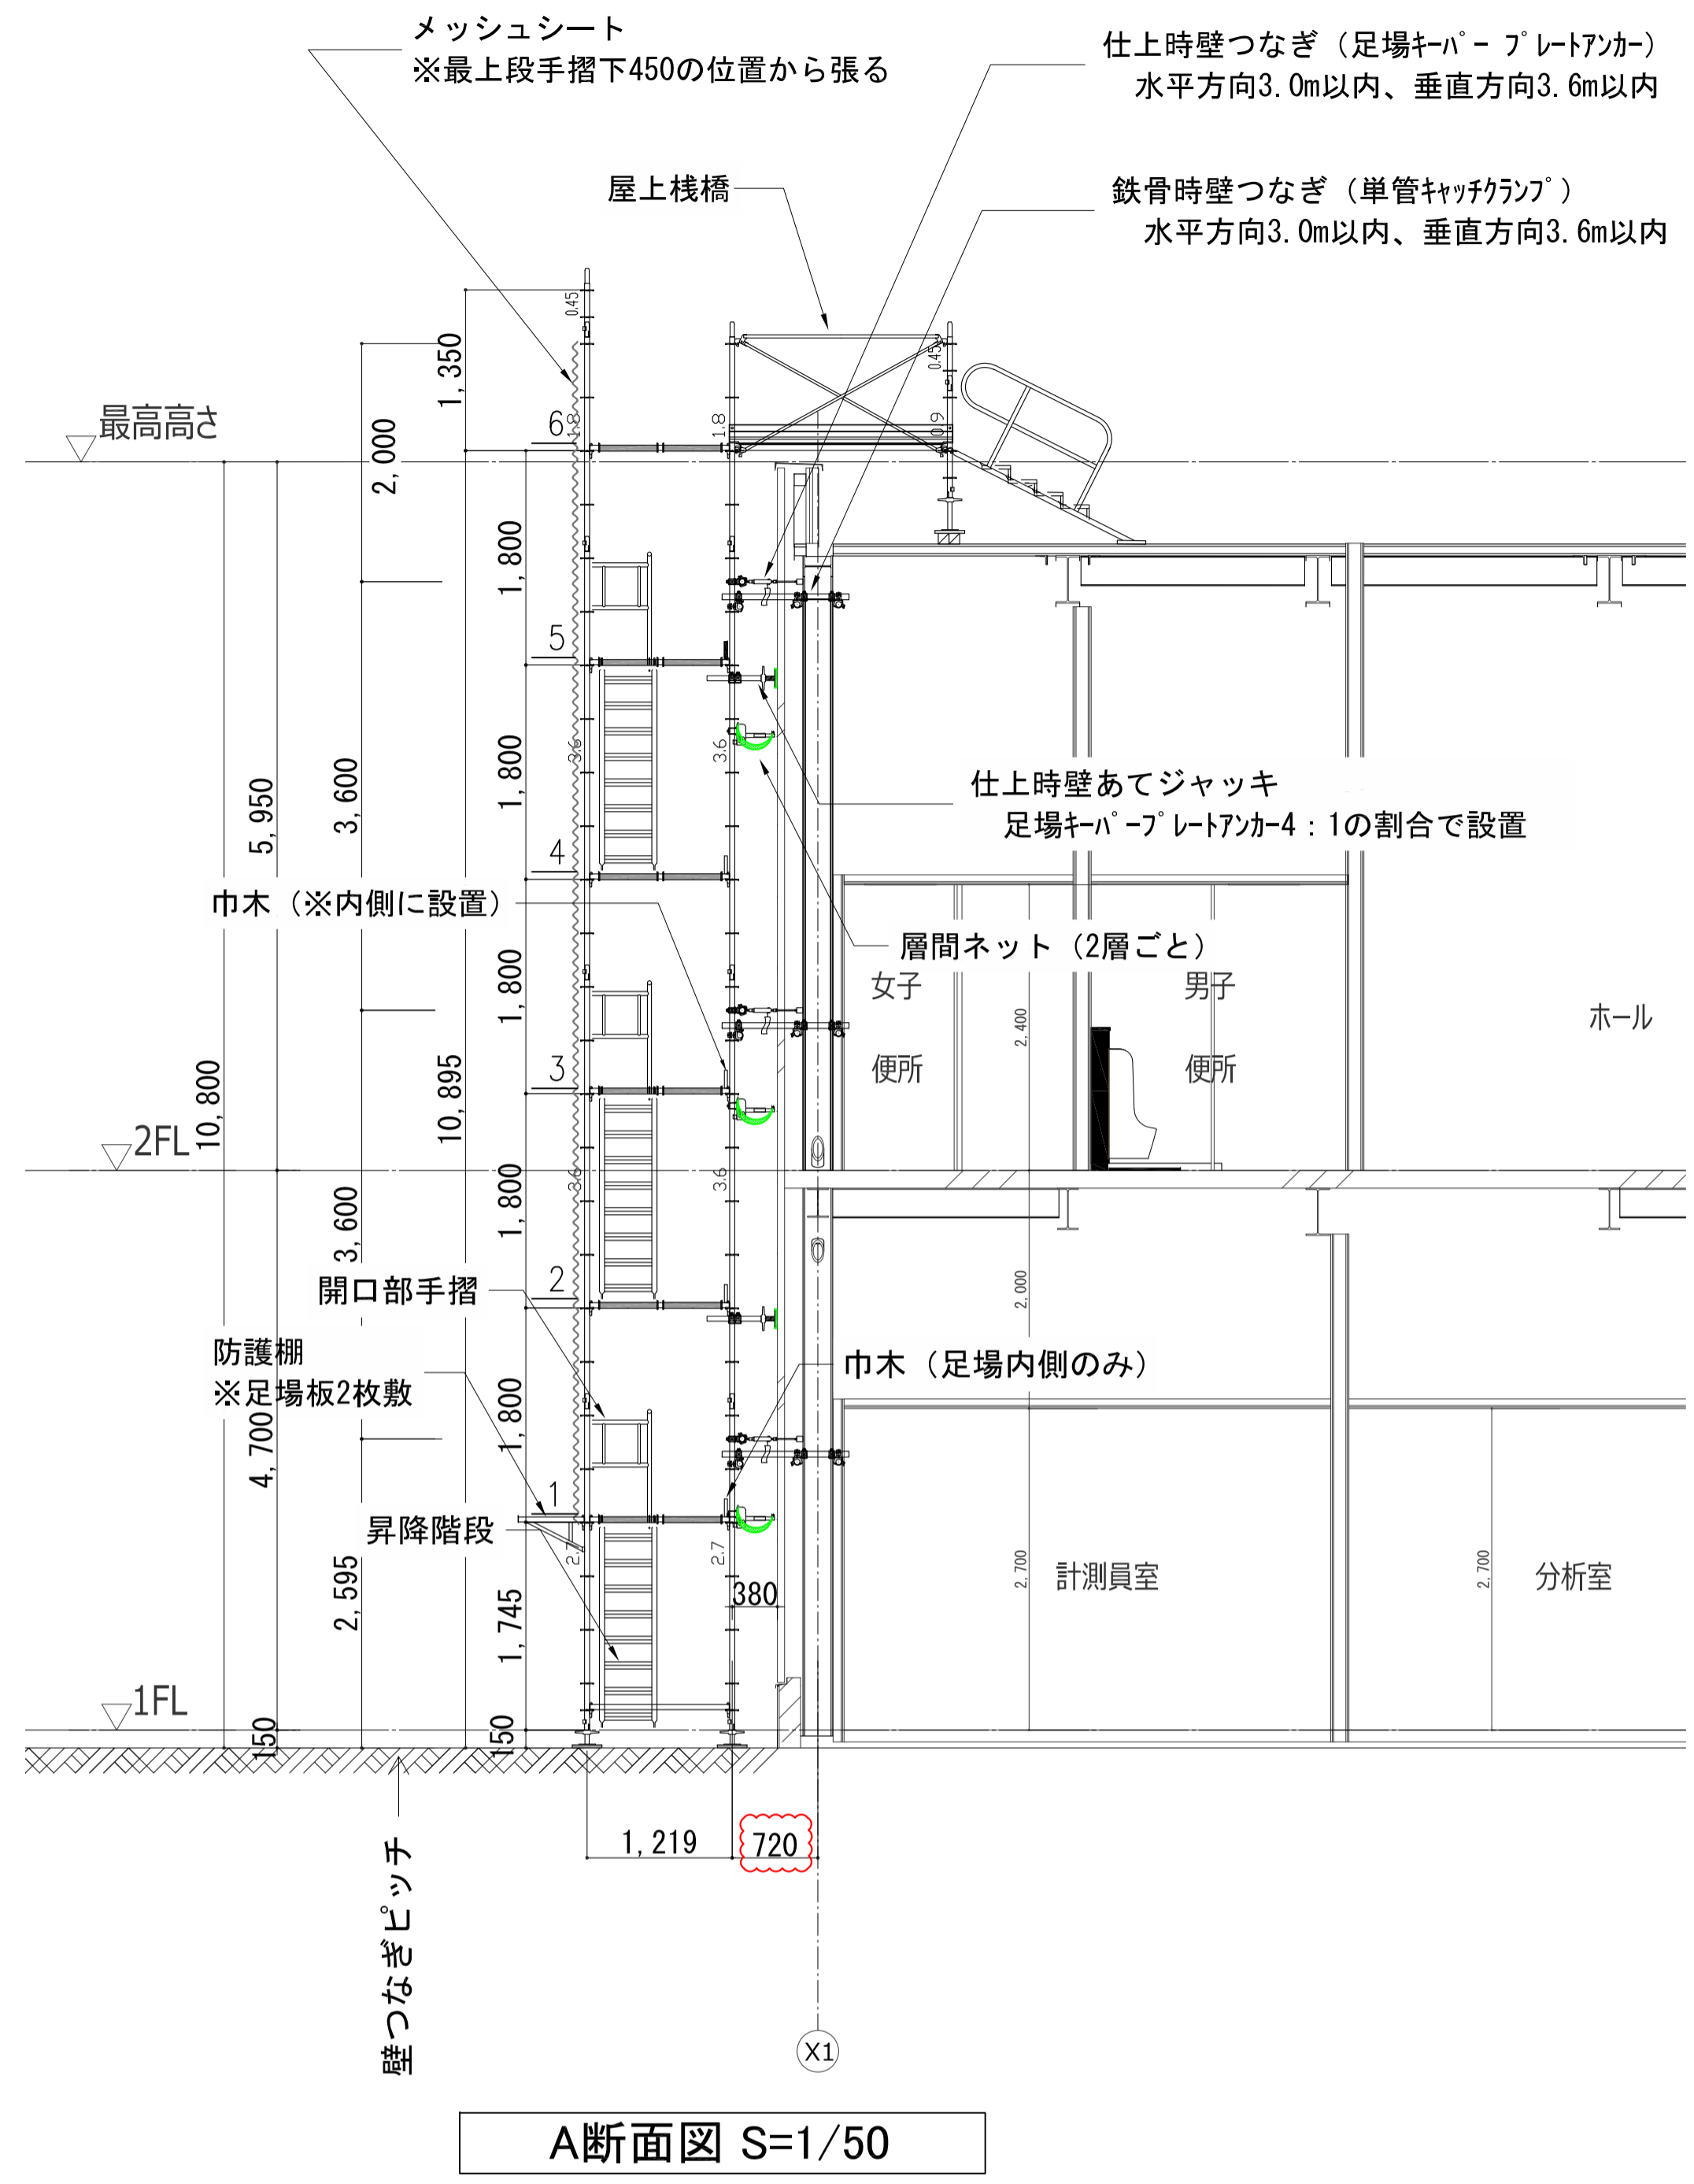 メッシュシート
※最上段手摺下450の位置から張る
仕上時壁つなぎ（足場ｷｰﾊﾟｰ ﾌﾟﾚｰﾄｱﾝｶｰ）
水平方向3.0m以内、垂直方向3.6m以内
屋上桟橋
鉄骨時壁つなぎ（単管ｷｬｯﾁｸﾗﾝﾌﾟ）
水平方向3.0m以内、垂直方向3.6m以内
0.45
1,350
0.45
最高高さ
2,000
6
1.8
1.8
0.9
1,800
5
5,950
3,600
1,800
3.6
3.6
仕上時壁あてジャッキ
足場ｷｰﾊﾟｰﾌﾟﾚｰﾄｱﾝｶｰ4：1の割合で設置
4
巾木（※内側に設置）
層間ネット（2層ごと）
1,800
女子
便所
2,400
男子
便所
ホール
10,800
10,895
3
2FL
3,600
1,800
3.6
3.6
2
開口部手摺
2,000
防護棚
※足場板2枚敷
巾木（足場内側のみ）
4,700
1,800
1
昇降階段
2.7
2.7
2,595
1,745
380
2,700
計測員室
2,700
分析室
1FL
150
150
1,219
720
壁つなぎピッチ
X1
A断面図 S=1/50